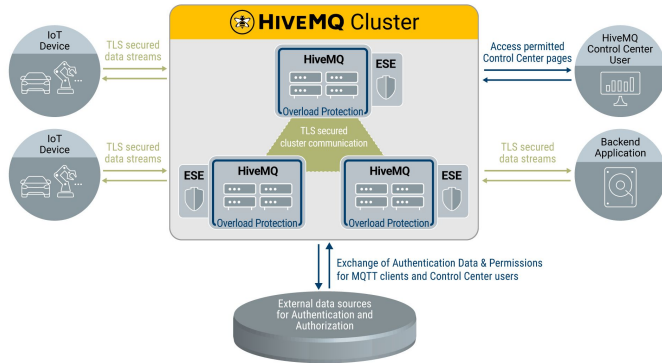 HIVEMQ Cluster
IoT
Device
TLS secured
data streams
HiveMQ
ESE
Overload Protection
Access permitted
Control Center pages
HiveMQ
Control Center
User
TLS secured
cluster communication
IoT
Device
TLS secured
data streams
ESE
HiveMQ
Overload Protection
HiveMQ
ESE
Overload Protection
TLS secured
data streams
Backend
Application
Exchange of Authentication Data & Permissions
for MQTT clients and Control Center users
External data sources
for Authentication and
Authorization